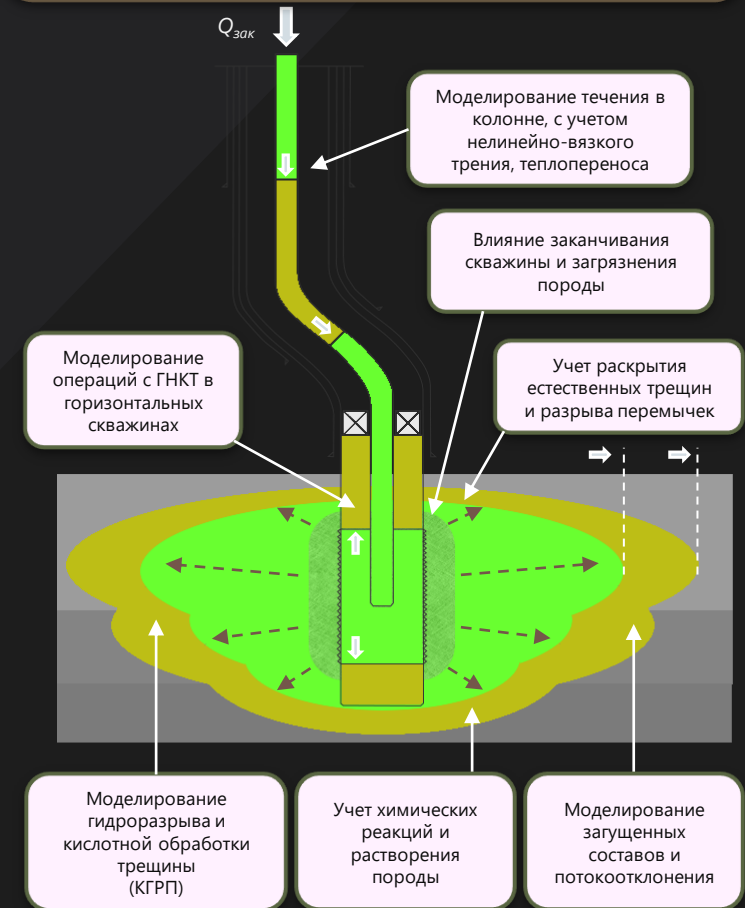 Qзак
Моделирование течения в
колонне, с учетом
нелинейно-вязкого
трения, теплопереноса
Влияние заканчивания
скважины и загрязнения
породы
Моделирование
операций с ГНКТ в
горизонтальных
скважинах
Учет раскрытия
естественных трещин
и разрыва перемычек
Моделирование
гидроразрыва и
кислотной обработки
трещины
(КГРП)
Учет химических
реакций и
растворения
породы
Моделирование
загущенных
составов и
потокоотклонения